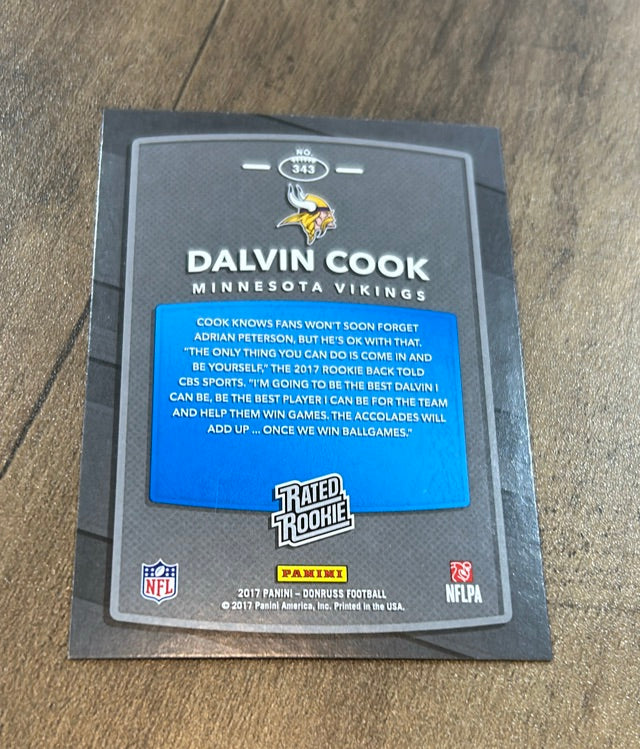 NO.
343
DALVIN COOK
MINNESOTA VIKINGS
COOK KNOWS FANS WON'T SOON FORGET
ADRIAN PETERSON, BUT HE'S OK WITH THAT.
"THE ONLY THING YOU CAN DO IS COME IN AND
BE YOURSELF," THE 2017 ROOKIE BACK TOLD
CBS SPORTS. "I'M GOING TO BE THE BEST DALVIN I
CAN BE, BE THE BEST PLAYER I CAN BE FOR THE TEAM
AND HELP THEM WIN GAMES. THE ACCOLADES WILL
ADD UP ... ONCE WE WIN BALLGAMES."
RATED
ROOKIE
PANINI
NFL
NFLPA
2017 PANINI – DONRUSS FOOTBALL
© 2017 Panini America, Inc. Printed in the USA.